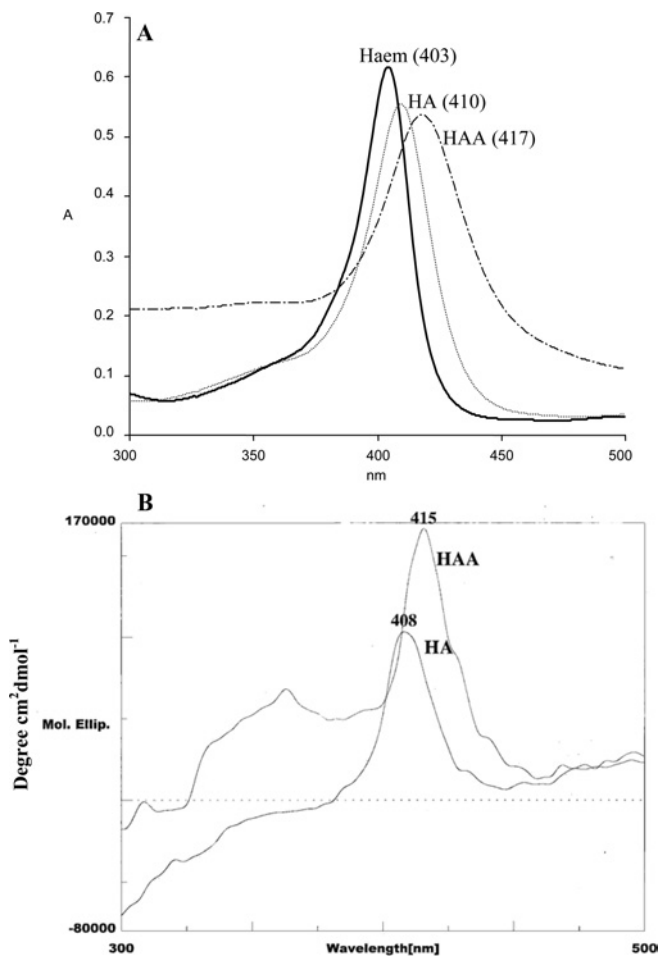 A
0.7
0.6
0.5
0.4
0.3
0.2
0.1
0.0
A
Haem (403)
HA (410)
HAA (417)
300
350
400
450
500
nm
B
170000
415
HAA
408
HA
Mol. Ellip.
Degree cm²dmol⁻¹
-80000
300
Wavelength[nm]
500